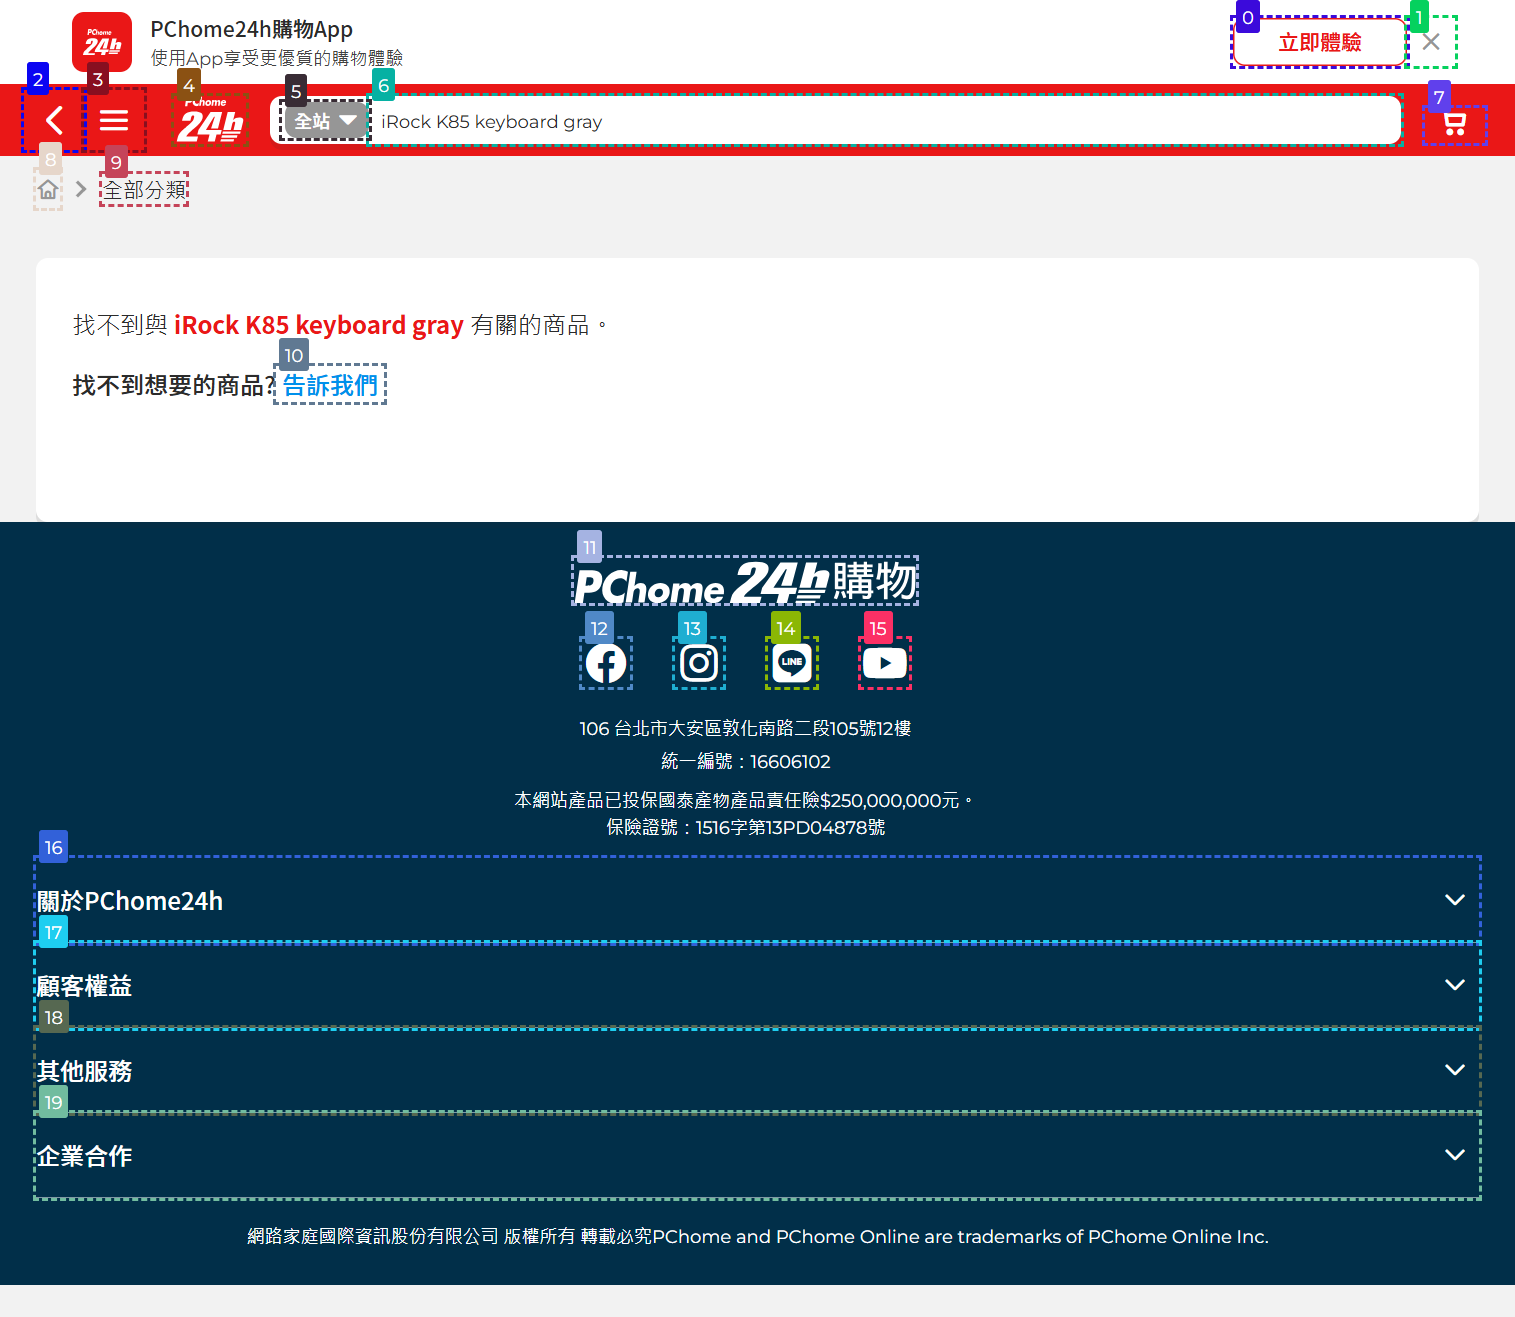 PChome
24h
PChome24h購物App
使用App享受更優質的購物體驗
0
立即體驗
1
2
3
4
PChome
24h
5
全站
6
iRock K85 keyboard gray
7
8
9
全部分類
找不到與 iRock K85 keyboard gray 有關的商品。
10
找不到想要的商品? 告訴我們
11
PChome 24h購物
12
13
14
LINE
15
106 台北市大安區敦化南路二段105號12樓
統一編號：16606102
本網站產品已投保國泰產物產品責任險$250,000,000元。
保險證號：1516字第13PD04878號
16
關於PChome24h
17
顧客權益
18
其他服務
19
企業合作
網路家庭國際資訊股份有限公司 版權所有 轉載必究PChome and PChome Online are trademarks of PChome Online Inc.